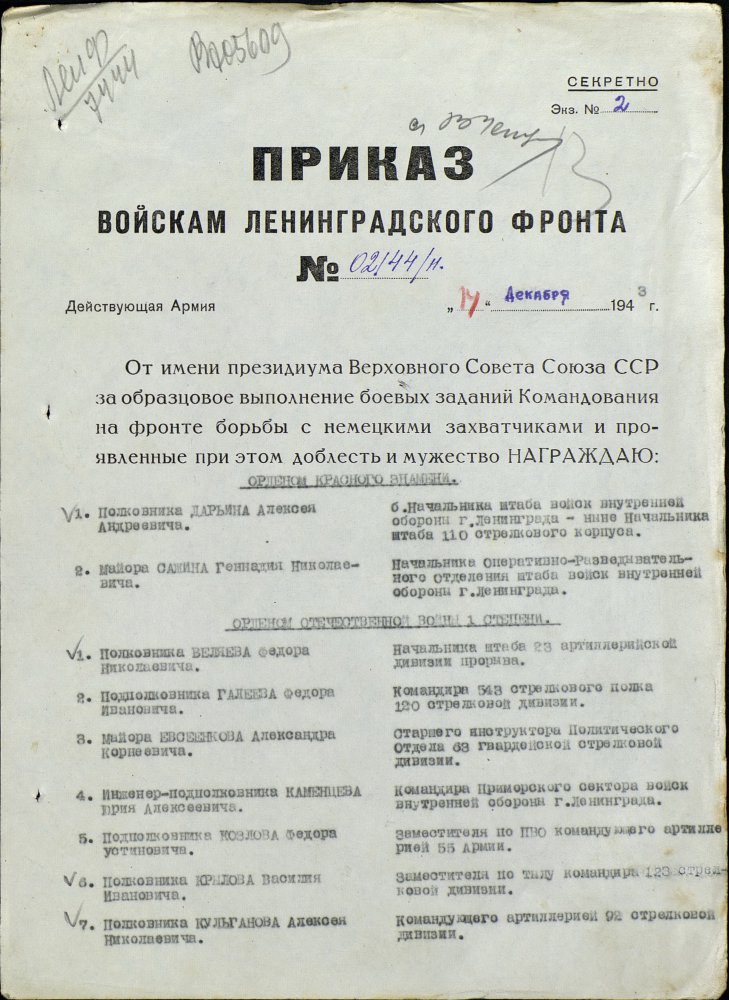 Ленф
7444
СЕКРЕТНО
Экз. № 2
ПРИКАЗ
ВОЙСКАМ ЛЕНИНГРАДСКОГО ФРОНТА
№ 02144/н.
Действующая Армия „14“ Декабря 1943 г.
От имени президиума Верховного Совета Союза ССР
за образцовое выполнение боевых заданий Командования
на фронте борьбы с немецкими захватчиками и про-
явленные при этом доблесть и мужество НАГРАЖДАЮ:
ОРДЕНОМ КРАСНОГО ЗНАМЕНИ.
1. Полковника ДАРЬИНА Алексея
Андреевича.
б.Начальника штаба войск внутренней
обороны г.Ленинграда - ныне Начальника
штаба 110 стрелкового корпуса.
2. Майора САЖИНА Геннадия Николае-
вича.
Начальника Оперативно-Разведыватель-
ного отделения штаба войск внутренней
обороны г.Ленинграда.
ОРДЕНОМ ОТЕЧЕСТВЕННОЙ ВОЙНЫ 1 СТЕПЕНИ.
1. Полковника БЕЛЯЕВА Федора
Николаевича.
Начальника штаба 23 артиллерийской
дивизии прорыва.
2. Подполковника ГАЛЕЕВА Федора
Ивановича.
Командира 543 стрелкового полка
120 стрелковой дивизии.
3. Майора ЕВСЕЕНКОВА Александра
Корнеевича.
Старшего инструктора Политического
Отдела 63 гвардейской стрелковой
дивизии.
4. Инженер-подполковника КАМЕНЦЕВА
Юрия Алексеевича.
Командира Приморского сектора войск
внутренней обороны г.Ленинграда.
5. Подполковника КОЗЛОВА Федора
Устиновича.
Заместителя по ПВО командующего артилле
рией 55 Армии.
6. Полковника КРЫЛОВА Василия
Ивановича.
Заместителя по тылу командира 123 стрел-
ковой дивизии.
7. Полковника КУЛЬГАНОВА Алексея
Николаевича.
Командующего артиллерией 92 стрелковой
дивизии.